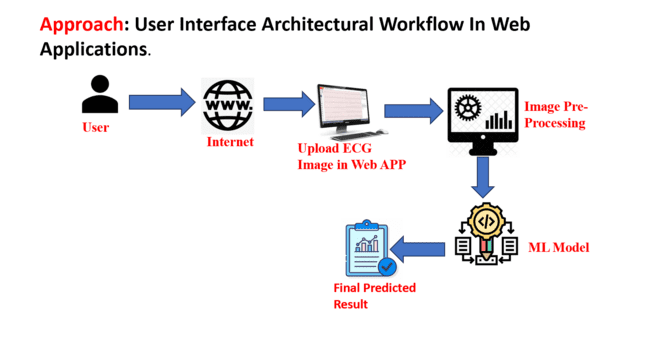 Approach: User Interface Architectural Workflow In Web
Applications.
User
WWW.
Internet
Upload ECG
Image in Web APP
Image Pre-
Processing
</>
ML Model
Final Predicted
Result